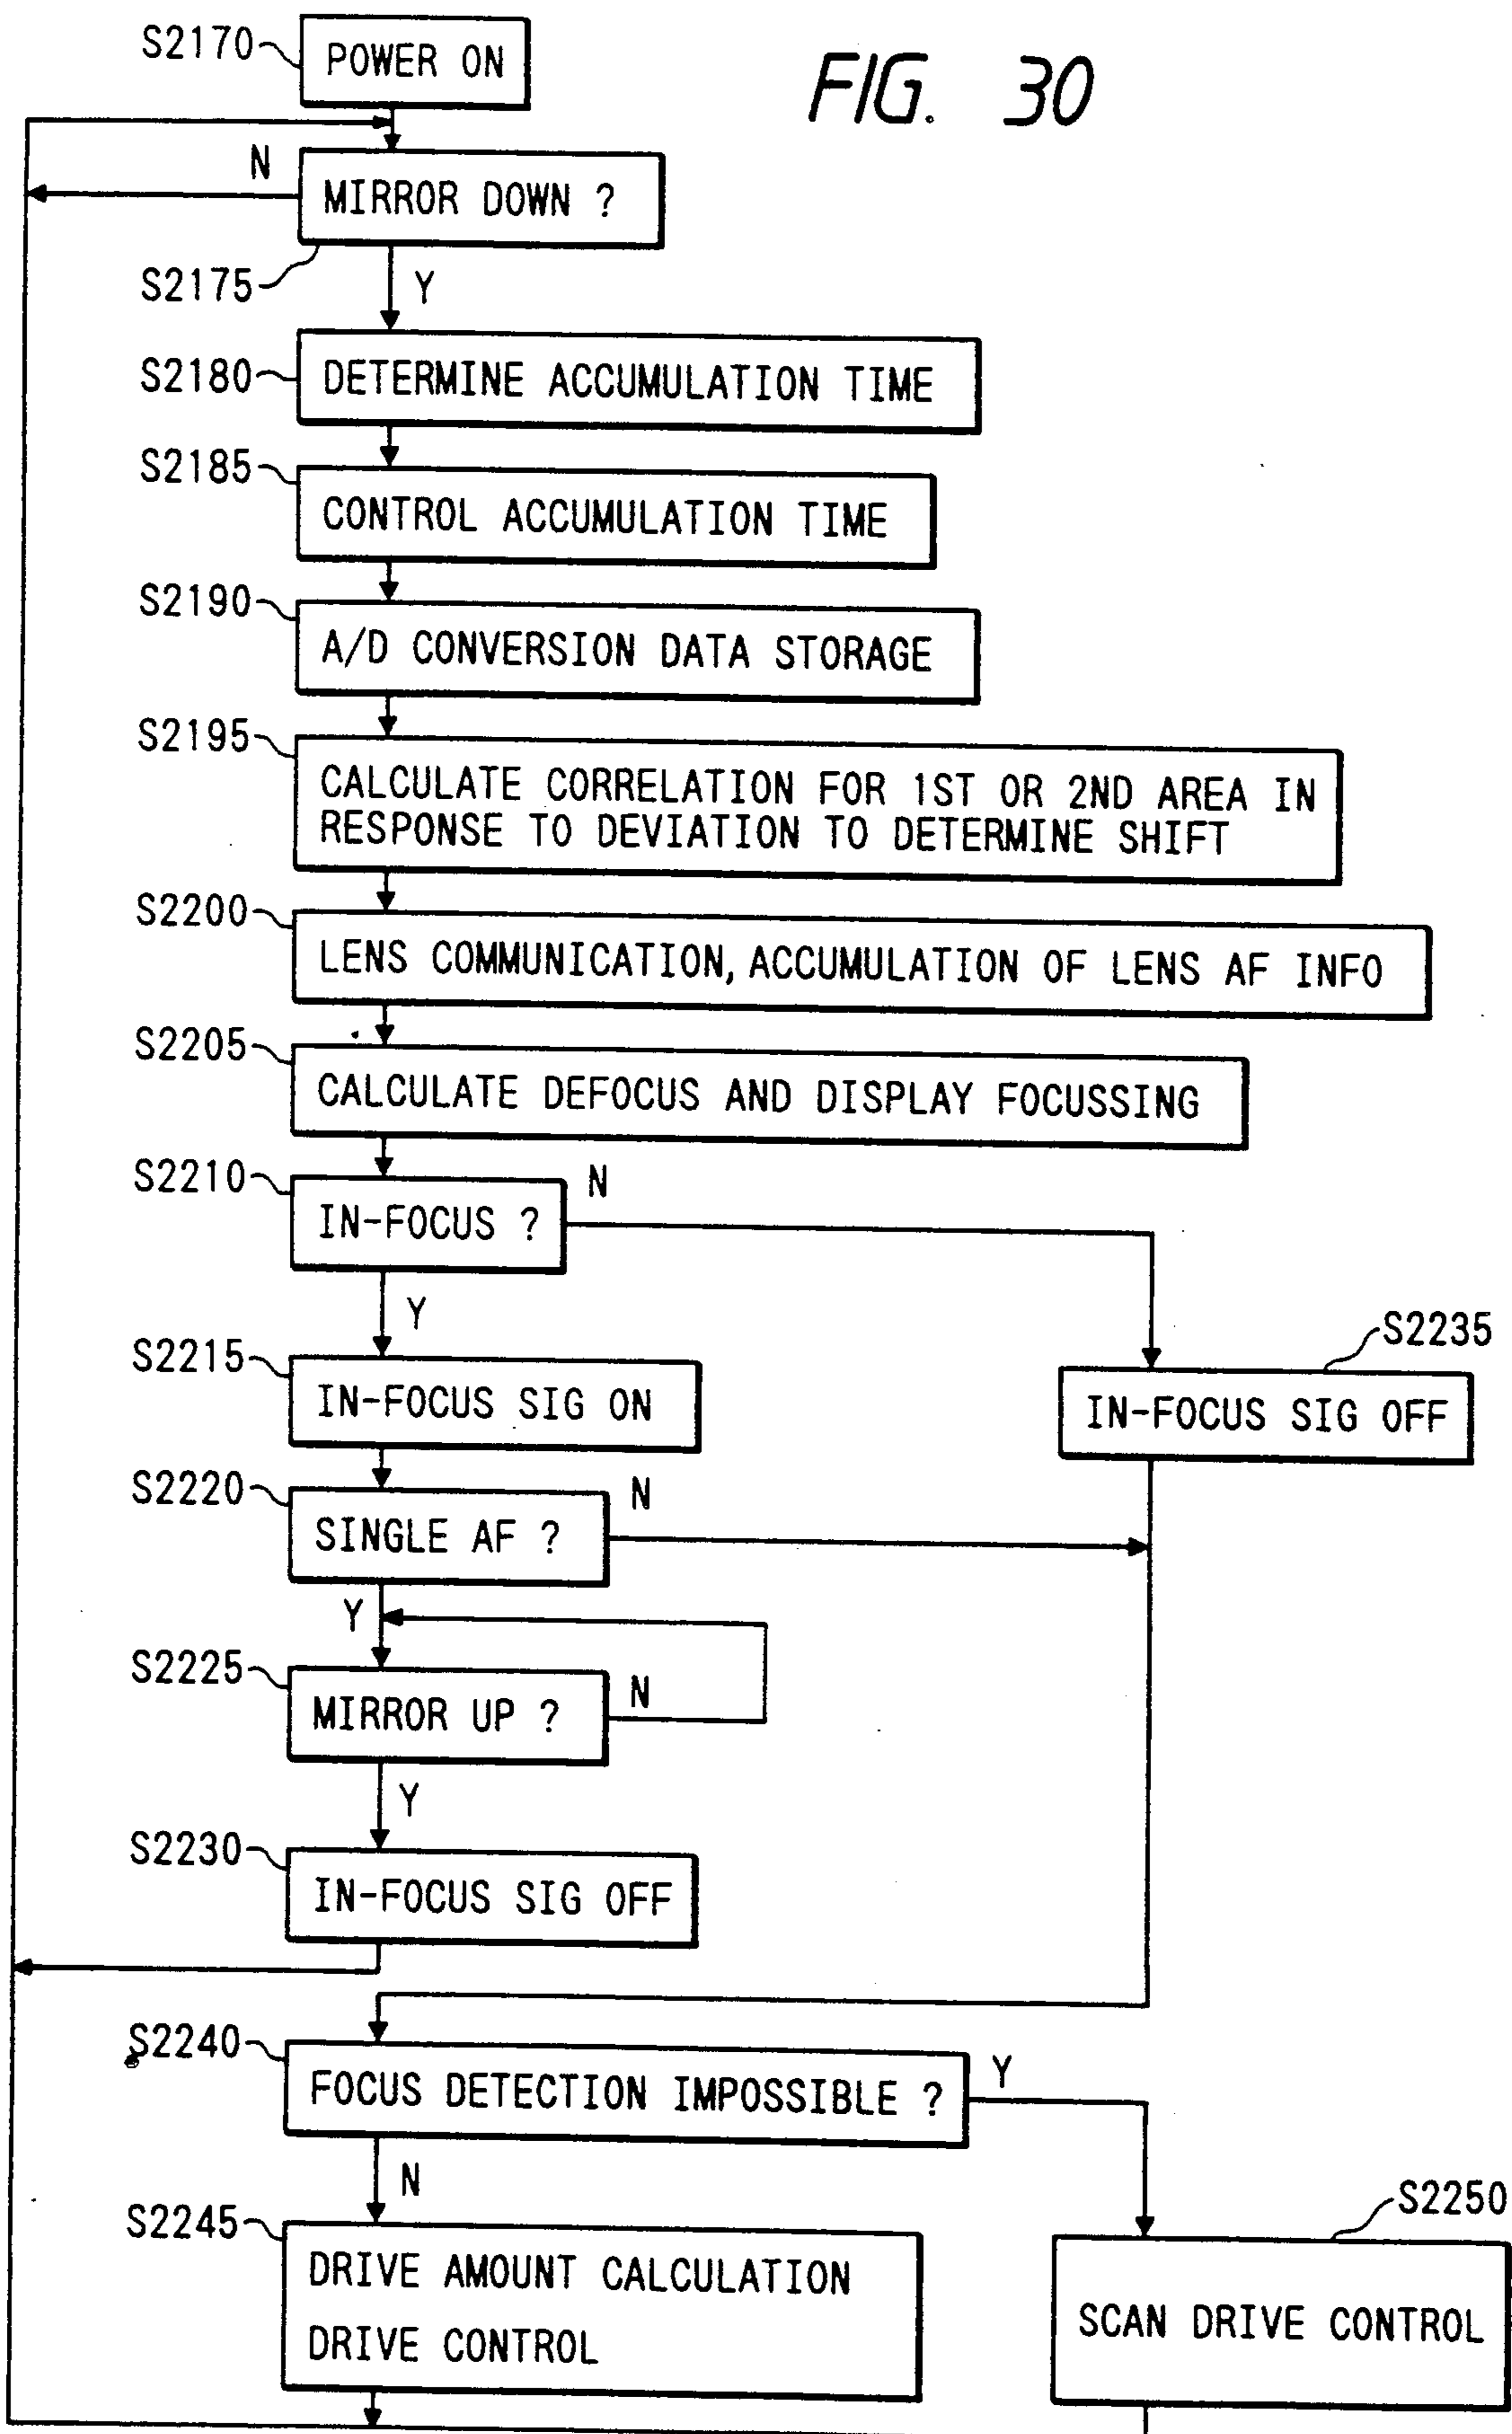 FIG. 30
S2170
POWER ON
N
MIRROR DOWN ?
S2175
Y
S2180
DETERMINE ACCUMULATION TIME
S2185
CONTROL ACCUMULATION TIME
S2190
A/D CONVERSION DATA STORAGE
S2195
CALCULATE CORRELATION FOR 1ST OR 2ND AREA IN
RESPONSE TO DEVIATION TO DETERMINE SHIFT
S2200
LENS COMMUNICATION, ACCUMULATION OF LENS AF INFO
S2205
CALCULATE DEFOCUS AND DISPLAY FOCUSSING
S2210
IN-FOCUS ?
N
Y
S2215
IN-FOCUS SIG ON
S2235
IN-FOCUS SIG OFF
S2220
SINGLE AF ?
N
Y
S2225
MIRROR UP ?
N
Y
S2230
IN-FOCUS SIG OFF
S2240
FOCUS DETECTION IMPOSSIBLE ?
Y
N
S2245
DRIVE AMOUNT CALCULATION
DRIVE CONTROL
S2250
SCAN DRIVE CONTROL